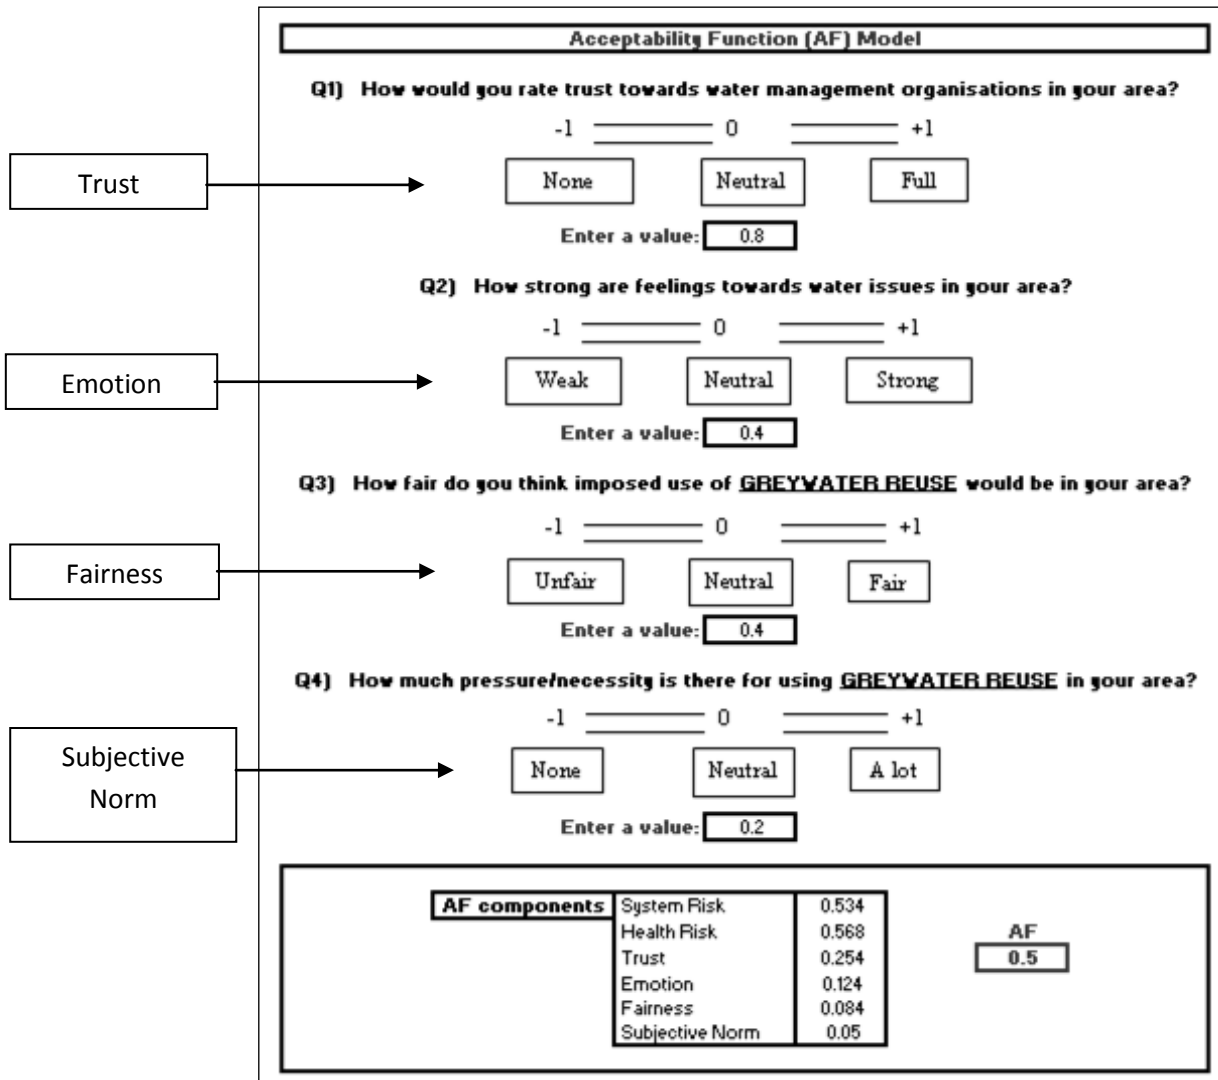 Acceptability Function (AF) Model
Q1) How would you rate trust towards water management organisations in your area?
-1 0 +1
Trust
None Neutral Full
Enter a value: 0.8
Q2) How strong are feelings towards water issues in your area?
-1 0 +1
Emotion
Weak Neutral Strong
Enter a value: 0.4
Q3) How fair do you think imposed use of GREYWATER REUSE would be in your area?
-1 0 +1
Fairness
Unfair Neutral Fair
Enter a value: 0.4
Q4) How much pressure/necessity is there for using GREYWATER REUSE in your area?
-1 0 +1
Subjective
Norm
None Neutral A lot
Enter a value: 0.2
AF components System Risk 0.534
Health Risk 0.568 AF
Trust 0.254 0.5
Emotion 0.124
Fairness 0.084
Subjective Norm 0.05